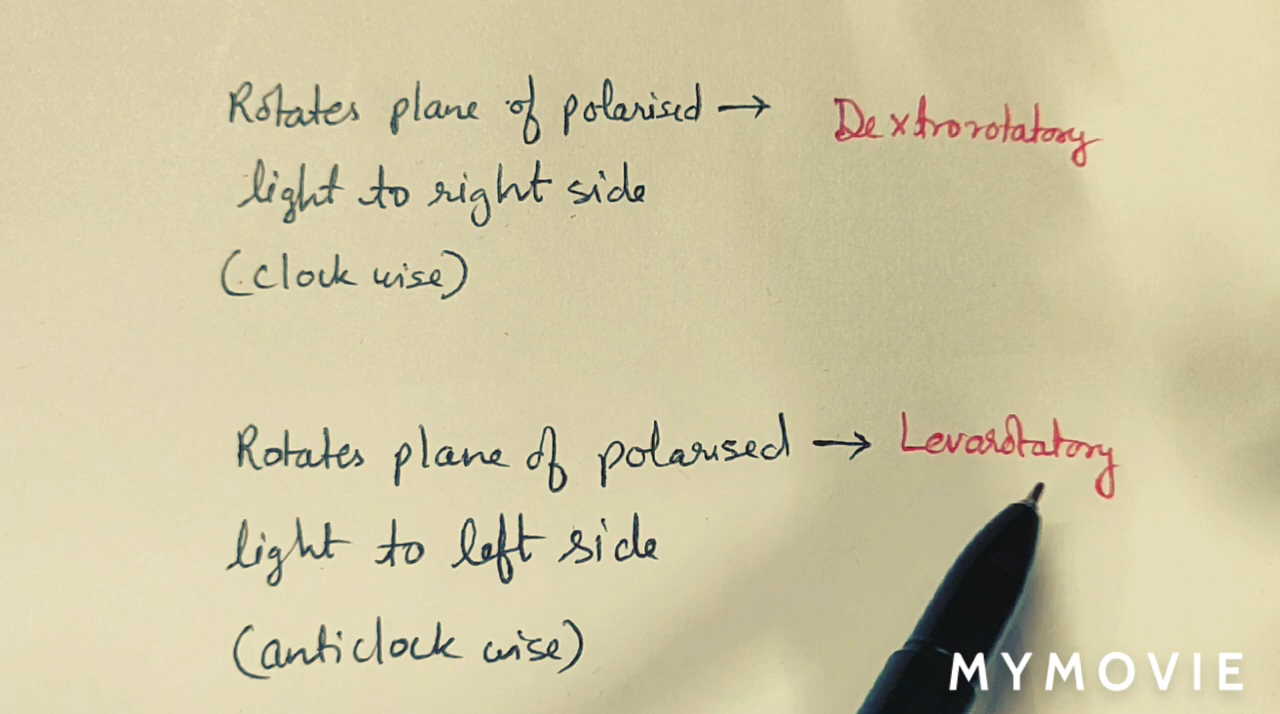 Rotates plane of polarised → Dextrorotatory
light to right side
(clock wise)
Rotates plane of polarised → Levarotatory
light to left side
(anticlock wise)
MYMOVIE